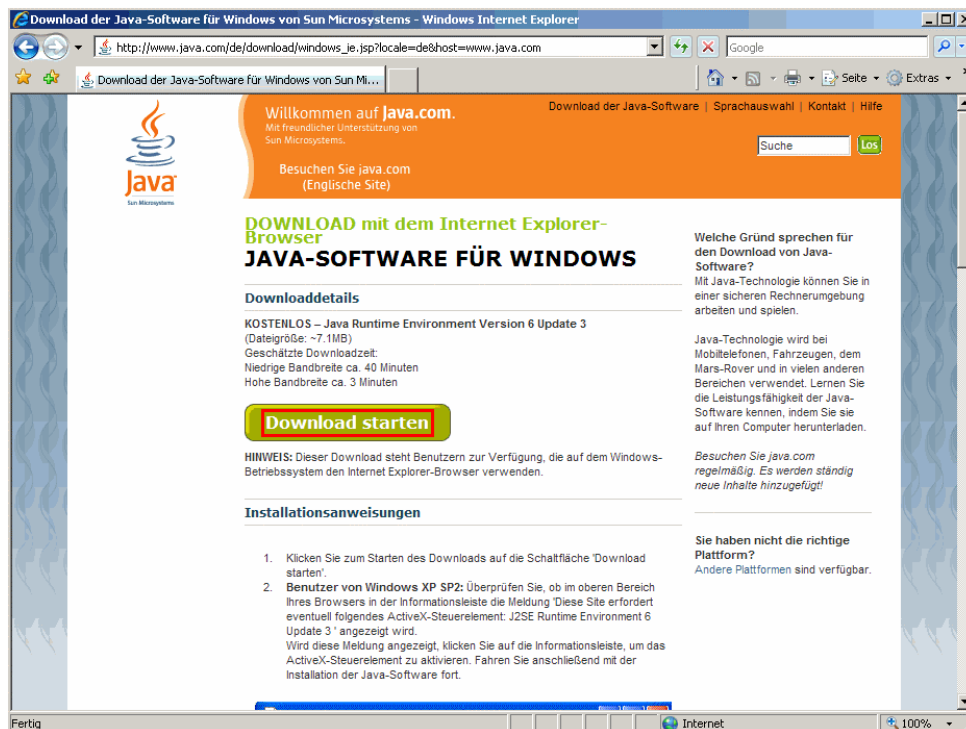 Download der Java-Software für Windows von Sun Microsystems - Windows Internet Explorer
http://www.java.com/de/download/windows_ie.jsp?locale=de&host=www.java.com
Google
Download der Java-Software für Windows von Sun Mi...
Seite
Extras
Java
Sun Microsystems
Willkommen auf Java.com.
Mit freundlicher Unterstützung von
Sun Microsystems.
Besuchen Sie java.com
(Englische Site)
Download der Java-Software | Sprachauswahl | Kontakt | Hilfe
Suche
Los
DOWNLOAD mit dem Internet Explorer-
Browser
JAVA-SOFTWARE FÜR WINDOWS
Downloaddetails
KOSTENLOS – Java Runtime Environment Version 6 Update 3
(Dateigröße: ~7.1MB)
Geschätzte Downloadzeit:
Niedrige Bandbreite ca. 40 Minuten
Hohe Bandbreite ca. 3 Minuten
Download starten
HINWEIS: Dieser Download steht Benutzern zur Verfügung, die auf dem Windows-
Betriebssystem den Internet Explorer-Browser verwenden.
Installationsanweisungen
1. Klicken Sie zum Starten des Downloads auf die Schaltfläche 'Download
starten'.
2. Benutzer von Windows XP SP2: Überprüfen Sie, ob im oberen Bereich
Ihres Browsers in der Informationsleiste die Meldung 'Diese Site erfordert
eventuell folgendes ActiveX-Steuerelement: J2SE Runtime Environment 6
Update 3 ' angezeigt wird.
Wird diese Meldung angezeigt, klicken Sie auf die Informationsleiste, um das
ActiveX-Steuerelement zu aktivieren. Fahren Sie anschließend mit der
Installation der Java-Software fort.
Welche Gründ sprechen für
den Download von Java-
Software?
Mit Java-Technologie können Sie in
einer sicheren Rechnerumgebung
arbeiten und spielen.
Java-Technologie wird bei
Mobiltelefonen, Fahrzeugen, dem
Mars-Rover und in vielen anderen
Bereichen verwendet. Lernen Sie
die Leistungsfähigkeit der Java-
Software kennen, indem Sie sie
auf Ihren Computer herunterladen.
Besuchen Sie java.com
regelmäßig. Es werden ständig
neue Inhalte hinzugefügt!
Sie haben nicht die richtige
Plattform?
Andere Plattformen sind verfügbar.
Fertig
Internet
100%